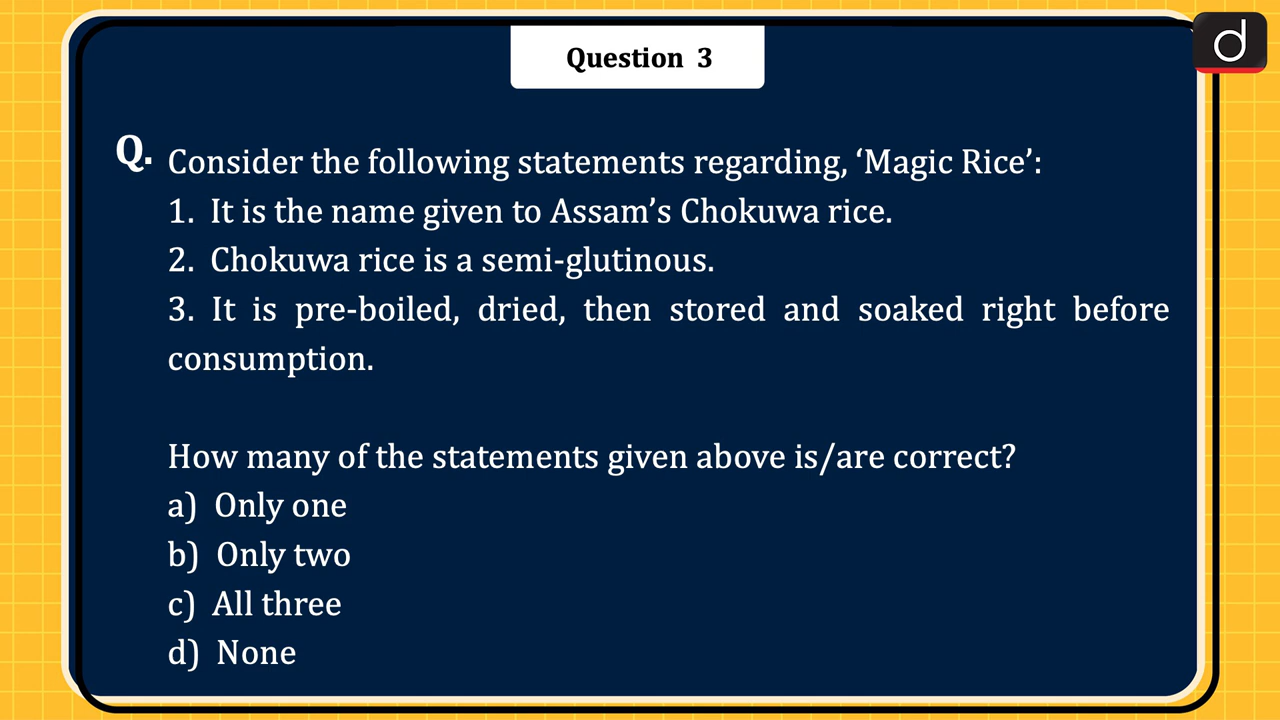 d
Question 3
Q. Consider the following statements regarding, ‘Magic Rice’:
1. It is the name given to Assam’s Chokuwa rice.
2. Chokuwa rice is a semi-glutinous.
3. It is pre-boiled, dried, then stored and soaked right before
consumption.
How many of the statements given above is/are correct?
a) Only one
b) Only two
c) All three
d) None